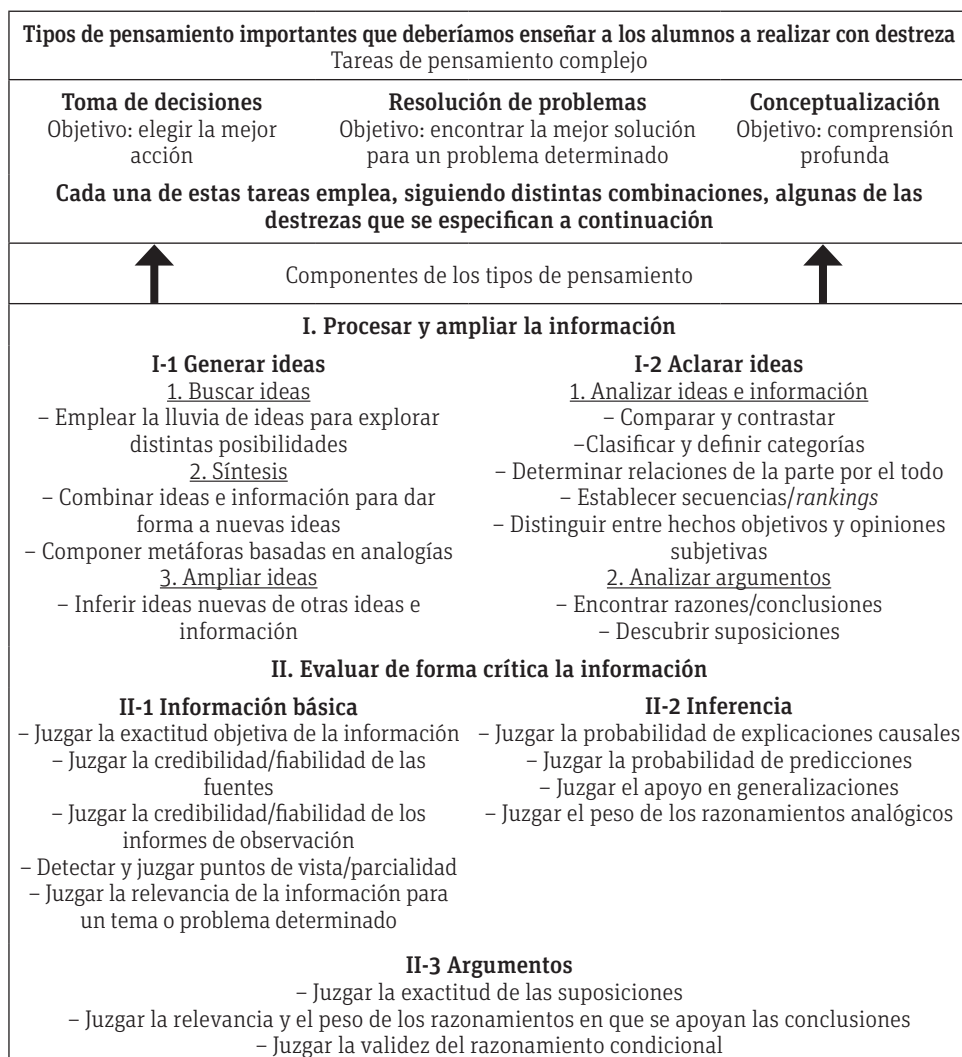 Tipos de pensamiento importantes que deberíamos enseñar a los alumnos a realizar con destreza
Tareas de pensamiento complejo
Toma de decisiones
Objetivo: elegir la mejor
acción
Resolución de problemas
Objetivo: encontrar la mejor solución
para un problema determinado
Conceptualización
Objetivo: comprensión
profunda
Cada una de estas tareas emplea, siguiendo distintas combinaciones, algunas de las
destrezas que se especifican a continuación
Componentes de los tipos de pensamiento
I. Procesar y ampliar la información
I-1 Generar ideas
1. Buscar ideas
– Emplear la lluvia de ideas para explorar
distintas posibilidades
2. Síntesis
– Combinar ideas e información para dar
forma a nuevas ideas
– Componer metáforas basadas en analogías
3. Ampliar ideas
– Inferir ideas nuevas de otras ideas e
información
I-2 Aclarar ideas
1. Analizar ideas e información
– Comparar y contrastar
–Clasificar y definir categorías
– Determinar relaciones de la parte por el todo
– Establecer secuencias/rankings
– Distinguir entre hechos objetivos y opiniones
subjetivas
2. Analizar argumentos
– Encontrar razones/conclusiones
– Descubrir suposiciones
II. Evaluar de forma crítica la información
II-1 Información básica
– Juzgar la exactitud objetiva de la información
– Juzgar la credibilidad/fiabilidad de las
fuentes
– Juzgar la credibilidad/fiabilidad de los
informes de observación
– Detectar y juzgar puntos de vista/parcialidad
– Juzgar la relevancia de la información para
un tema o problema determinado
II-2 Inferencia
– Juzgar la probabilidad de explicaciones causales
– Juzgar la probabilidad de predicciones
– Juzgar el apoyo en generalizaciones
– Juzgar el peso de los razonamientos analógicos
II-3 Argumentos
– Juzgar la exactitud de las suposiciones
– Juzgar la relevancia y el peso de los razonamientos en que se apoyan las conclusiones
– Juzgar la validez del razonamiento condicional